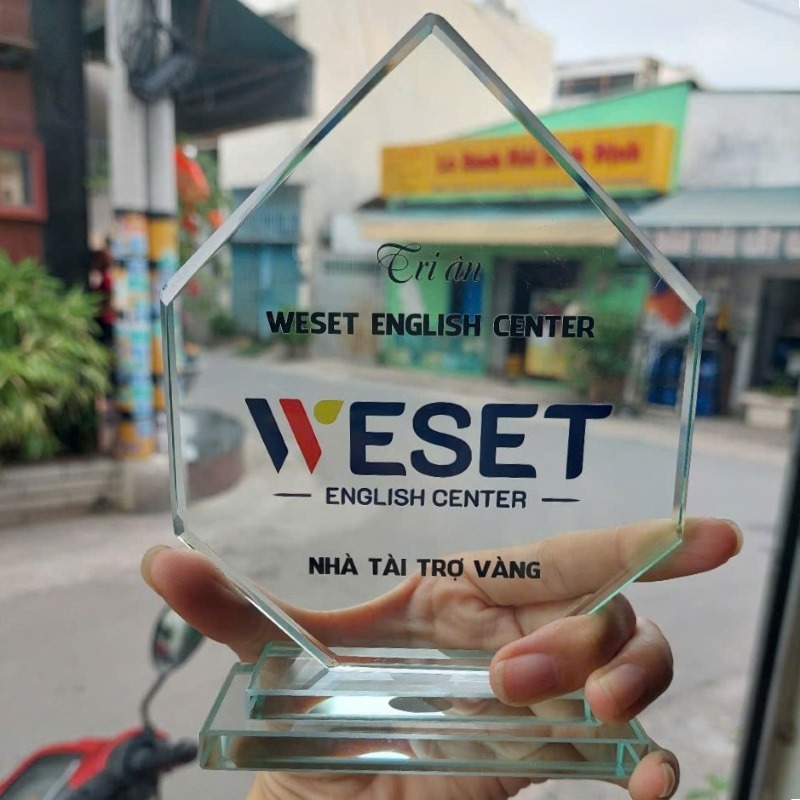 Tri ân
WESET ENGLISH CENTER
WESET
ENGLISH CENTER
NHÀ TÀI TRỢ VÀNG